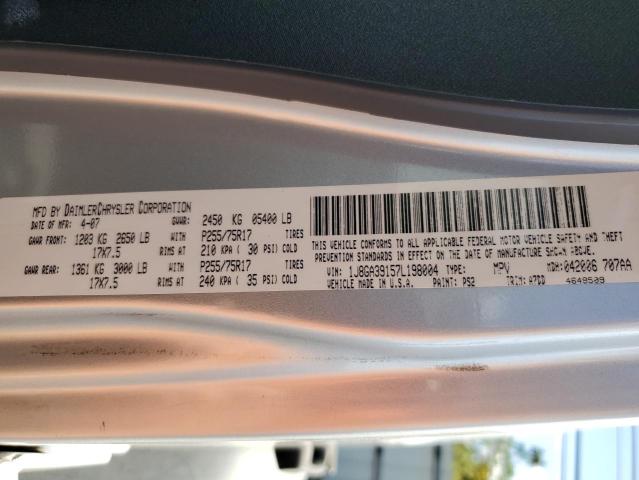 MFD BY DAIMLERCHRYSLER CORPORATION
DATE OF MFR: 4-07 GVWR: 2450 KG 05400 LB
GAWR FRONT: 1203 KG 2650 LB WITH P255/75R17 TIRES
17X7.5 RIMS AT 210 KPA ( 30 PSI) COLD
GAWR REAR: 1361 KG 3000 LB WITH P255/75R17 TIRES
17X7.5 RIMS AT 240 KPA ( 35 PSI) COLD
THIS VEHICLE CONFORMS TO ALL APPLICABLE FEDERAL MOTOR VEHICLE SAFETY AND THEFT
PREVENTION STANDARDS IN EFFECT ON THE DATE OF MANUFACTURE SHOWN ABOVE.
VIN: 1J8GA39157L198004 TYPE: MPV MDH: 042006 707AA
VEHICLE MADE IN U.S.A. PAINT: PS2 TRIM: A7DD 4649509